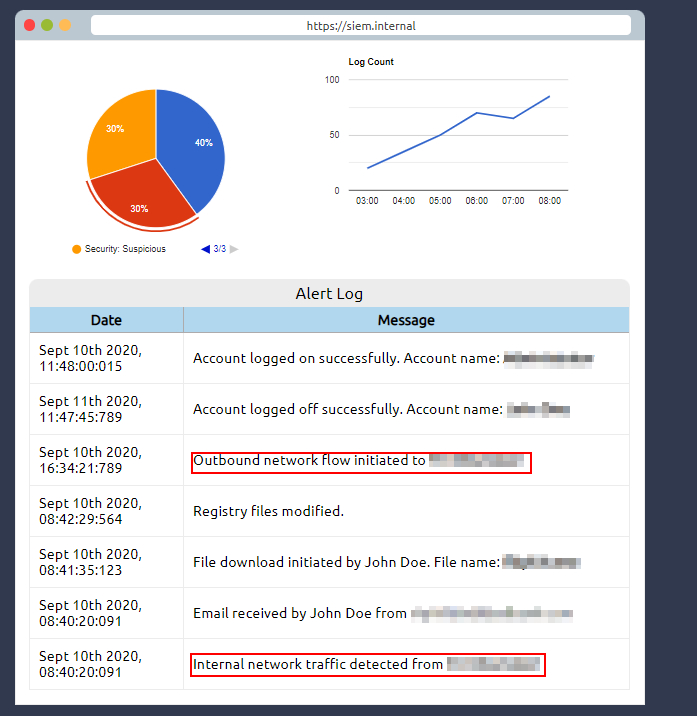 https://siem.internal
Log Count
100
50
0
03:00 04:00 05:00 06:00 07:00 08:00
30%
40%
30%
Security: Suspicious
3/3
Alert Log
Date Message
Sept 10th 2020,
11:48:00:015
Account logged on successfully. Account name:
Sept 11th 2020,
11:47:45:789
Account logged off successfully. Account name:
Sept 10th 2020,
16:34:21:789
Outbound network flow initiated to
Sept 10th 2020,
08:42:29:564
Registry files modified.
Sept 10th 2020,
08:41:35:123
File download initiated by John Doe. File name:
Sept 10th 2020,
08:40:20:091
Email received by John Doe from
Sept 10th 2020,
08:40:20:091
Internal network traffic detected from